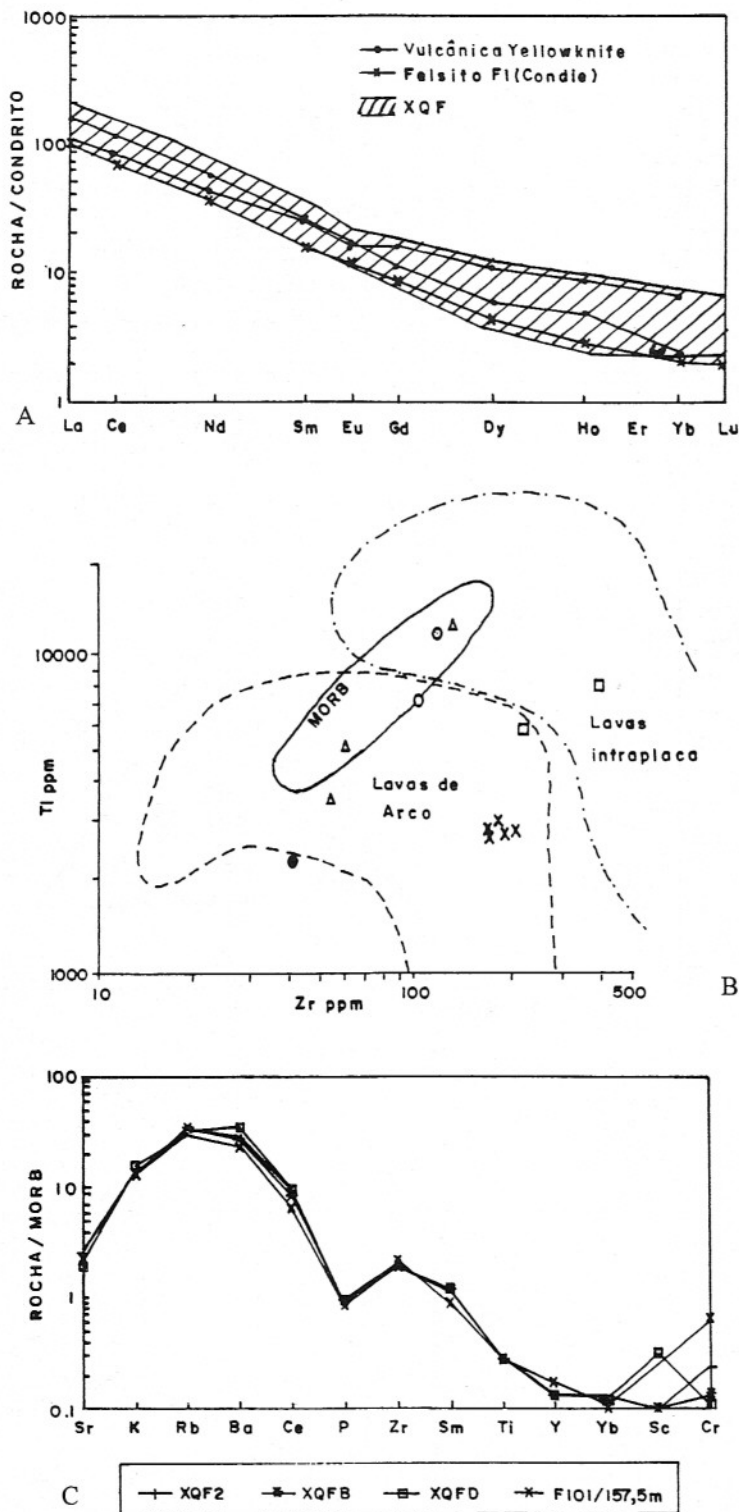 1000
100
10
1
ROCHA/CONDRITO
Vulcânica Yellowknife
Felsito F1 (Condie)
XQF
La Ce Nd Sm Eu Gd Dy Ho Er Yb Lu
A
10000
1000
Ti ppm
MORB
Lavas de
Arco
Lavas
intraplaca
10 100 500
Zr ppm
B
100
10
1
0.1
ROCHA/MORB
Sr K Rb Ba Ce P Zr Sm Ti Y Yb Sc Cr
C
XQF2 XQFB XQFD F101/157,5m